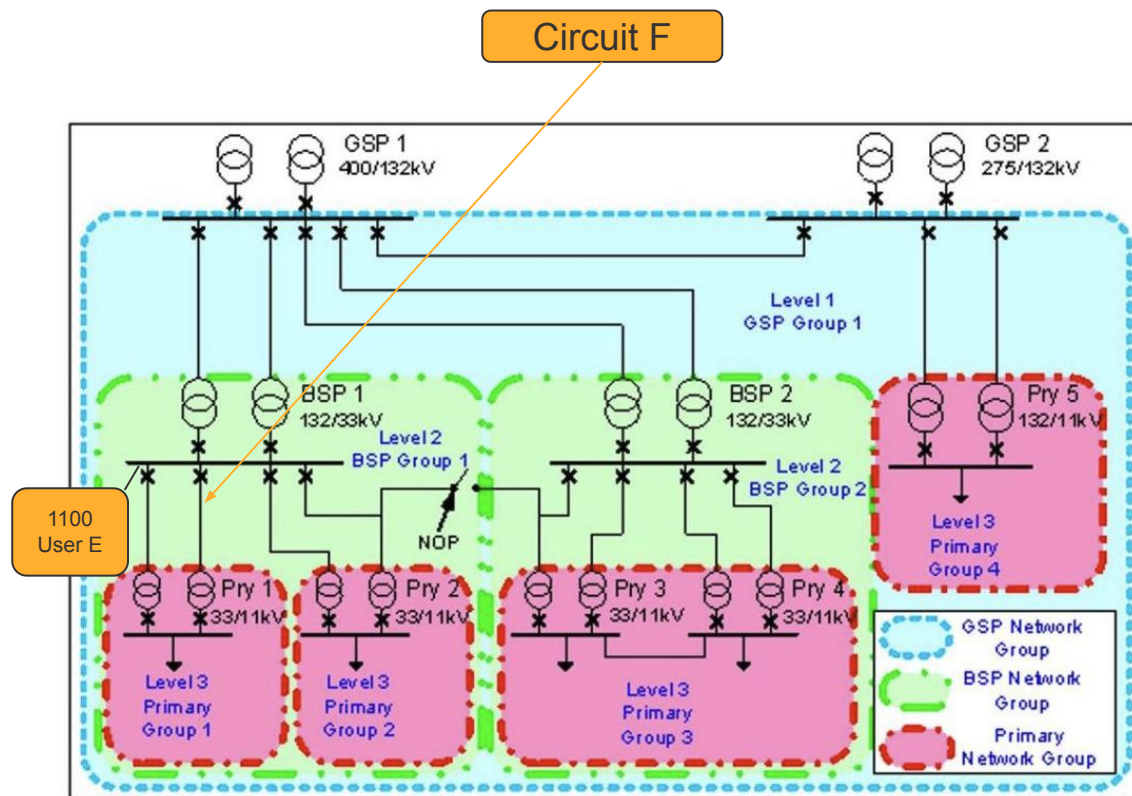 Circuit F
GSP 1
400/132kV
GSP 2
275/132kV
Level 1
GSP Group 1
BSP 1
132/33kV
Level 2
BSP Group 1
BSP 2
132/33kV
Level 2
BSP Group 2
Pry 5
132/11kV
1100
User E
NOP
Level 3
Primary
Group 4
Pry 1
33/11kV
Pry 2
33/11kV
Pry 3
33/11kV
Pry 4
33/11kV
Level 3
Primary
Group 1
Level 3
Primary
Group 2
Level 3
Primary
Group 3
GSP Network
Group
BSP Network
Group
Primary
Network Group